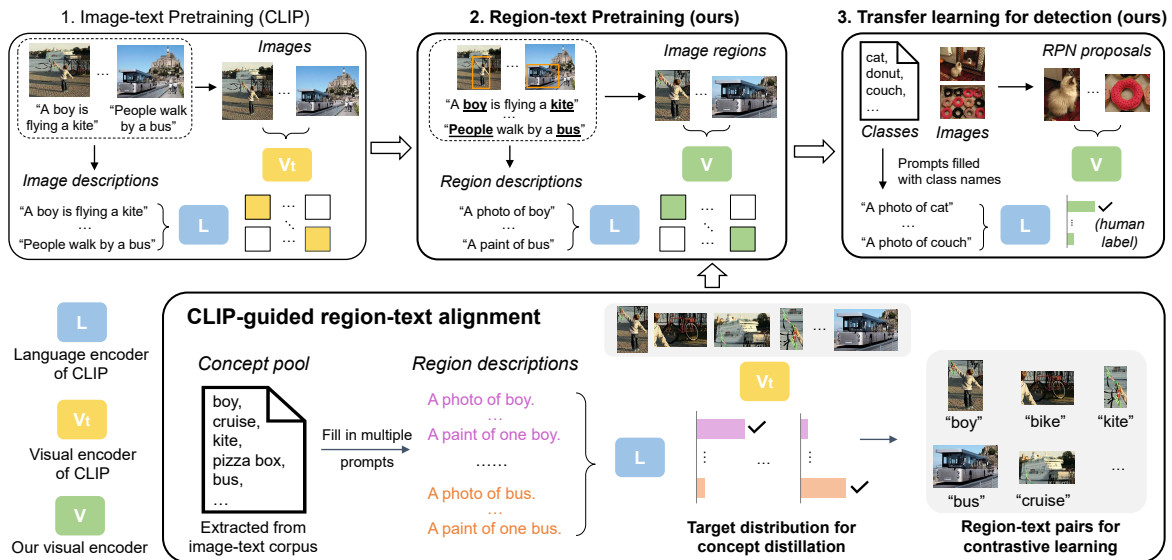 1. Image-text Pretraining (CLIP)
Images
...
"A boy is
flying a kite"
"People walk
by a bus"
...
Image descriptions
"A boy is flying a kite"
...
"People walk by a bus"
L
Vt
...
...
2. Region-text Pretraining (ours)
Image regions
...
"A boy is flying a kite"
...
"People walk by a bus"
...
Region descriptions
"A photo of boy"
...
"A paint of bus"
L
V
...
...
3. Transfer learning for detection (ours)
cat,
donut,
couch,
...
Classes
Images
RPN proposals
...
Prompts filled
with class names
"A photo of cat"
...
"A photo of couch"
L
V
(human
label)
L
Language encoder
of CLIP
Vt
Visual encoder
of CLIP
V
Our visual encoder
CLIP-guided region-text alignment
Concept pool
boy,
cruise,
kite,
pizza box,
bus,
...
Extracted from
image-text corpus
Fill in multiple
prompts
Region descriptions
A photo of boy.
...
A paint of one boy.
......
A photo of bus.
...
A paint of one bus.
L
...
Vt
...
Target distribution for
concept distillation
"boy"
"bike"
"kite"
"bus"
"cruise"
...
Region-text pairs for
contrastive learning